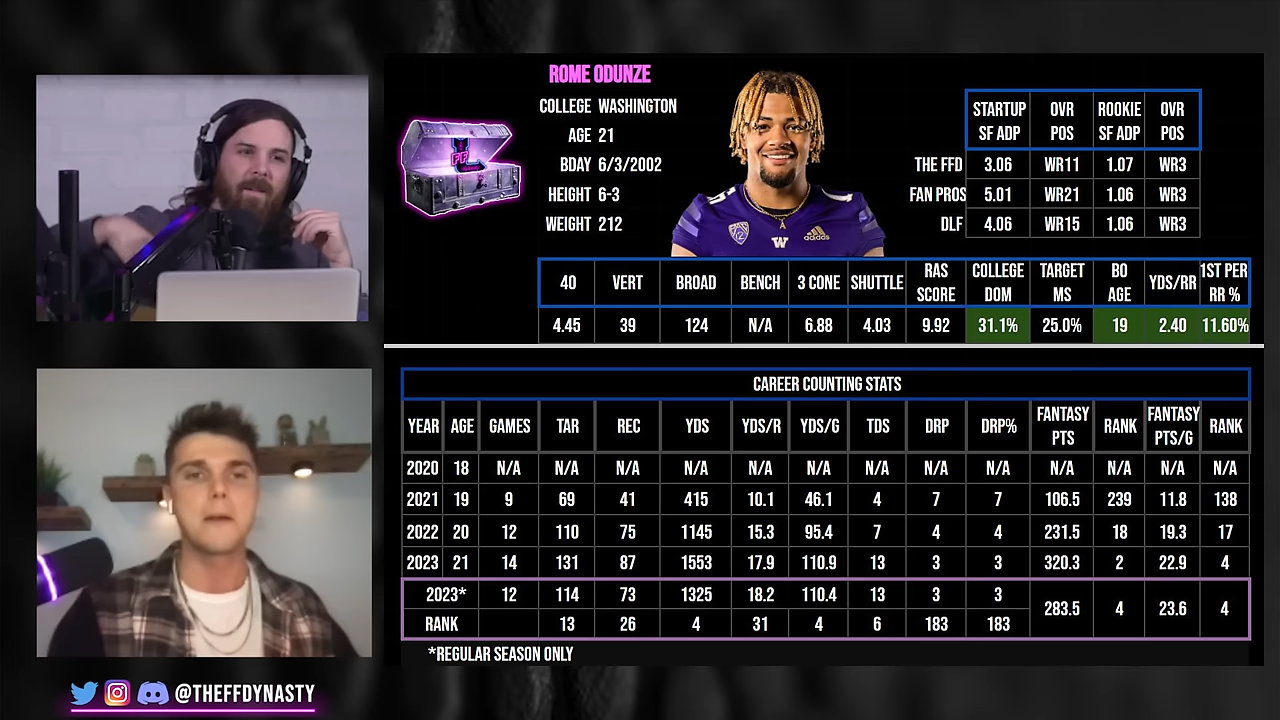 ROME ODUNZE
COLLEGE WASHINGTON
AGE 21
BDAY 6/3/2002
HEIGHT 6-3
WEIGHT 212
FF
W
adidas
STARTUP SF ADP OVR POS ROOKIE SF ADP OVR POS
THE FFD 3.06 WR11 1.07 WR3
FAN PROS 5.01 WR21 1.06 WR3
DLF 4.06 WR15 1.06 WR3
40 VERT BROAD BENCH 3 CONE SHUTTLE RAS SCORE COLLEGE DOM TARGET MS BO AGE YDS/RR 1ST PER RR %
4.45 39 124 N/A 6.88 4.03 9.92 31.1% 25.0% 19 2.40 11.60%
CAREER COUNTING STATS
YEAR AGE GAMES TAR REC YDS YDS/R YDS/G TDS DRP DRP% FANTASY PTS RANK FANTASY PTS/G RANK
2020 18 N/A N/A N/A N/A N/A N/A N/A N/A N/A N/A N/A N/A N/A
2021 19 9 69 41 415 10.1 46.1 4 7 7 106.5 239 11.8 138
2022 20 12 110 75 1145 15.3 95.4 7 4 4 231.5 18 19.3 17
2023 21 14 131 87 1553 17.9 110.9 13 3 3 320.3 2 22.9 4
2023* 12 114 73 1325 18.2 110.4 13 3 3 283.5 4 23.6 4
RANK 13 26 4 31 4 6 183 183
*REGULAR SEASON ONLY
@THEFFDYNASTY